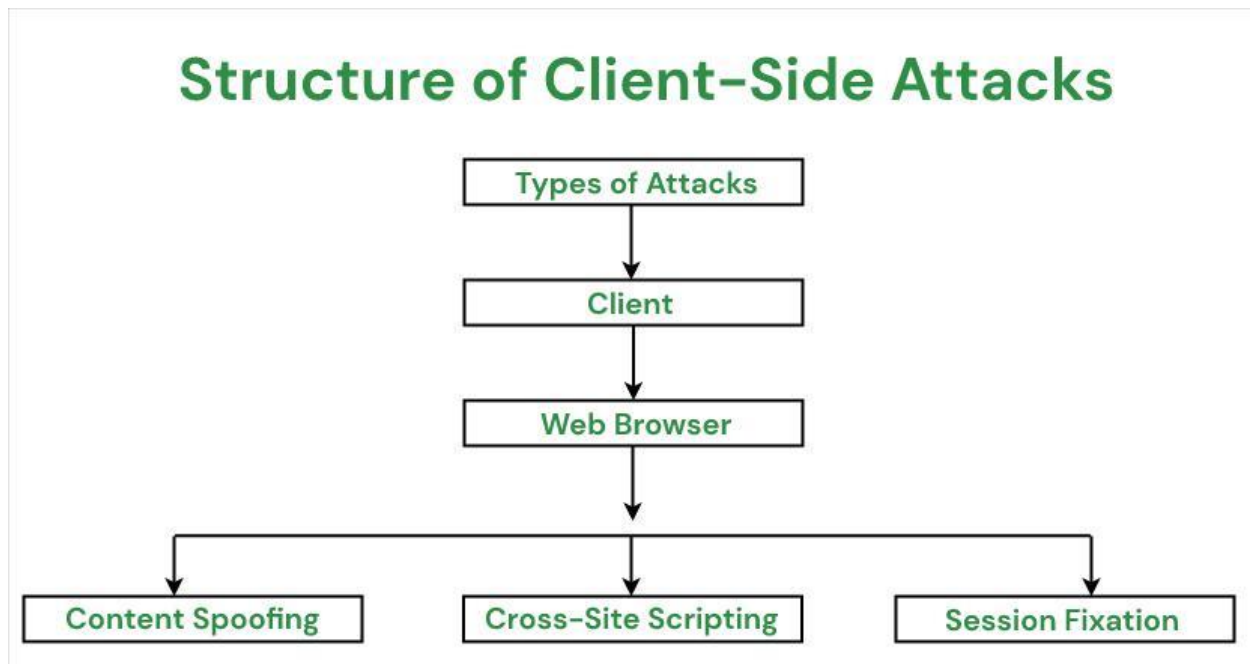 Structure of Client-Side Attacks
Types of Attacks
Client
Web Browser
Content Spoofing
Cross-Site Scripting
Session Fixation